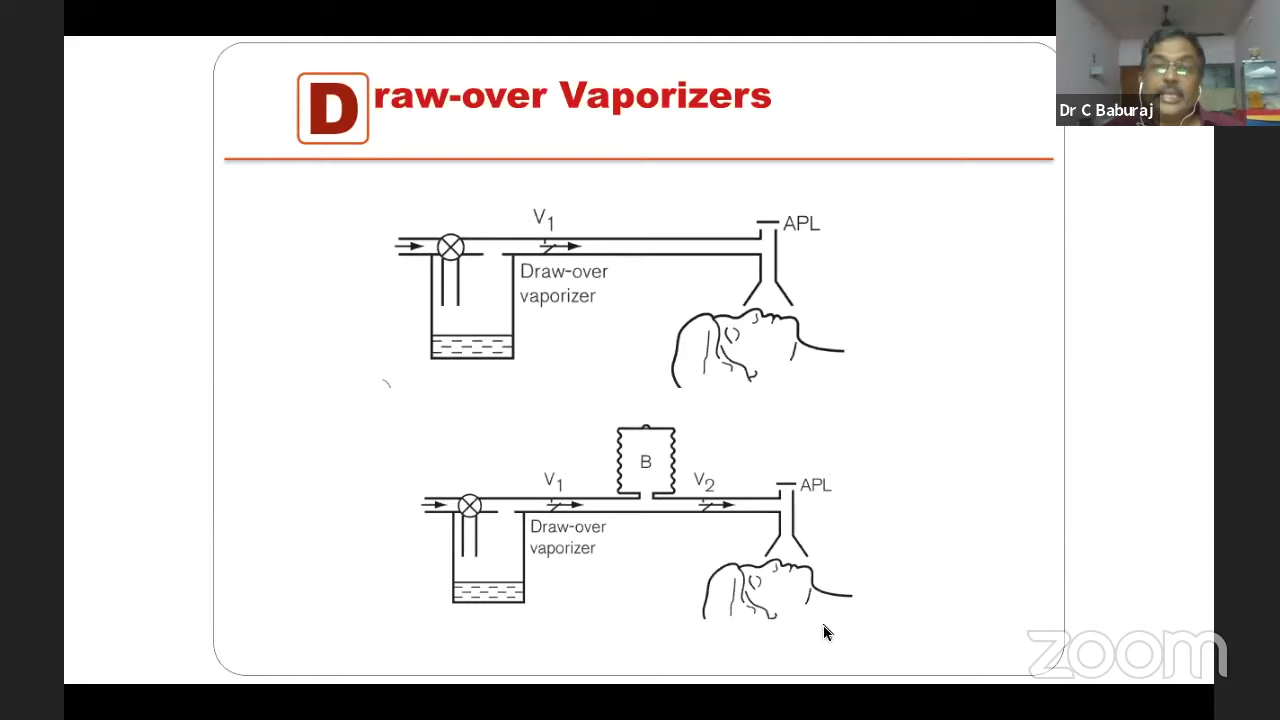 Draw-over Vaporizers
Dr C Baburaj
V1
APL
Draw-over
vaporizer
B
V1
V2
APL
Draw-over
vaporizer
zoom